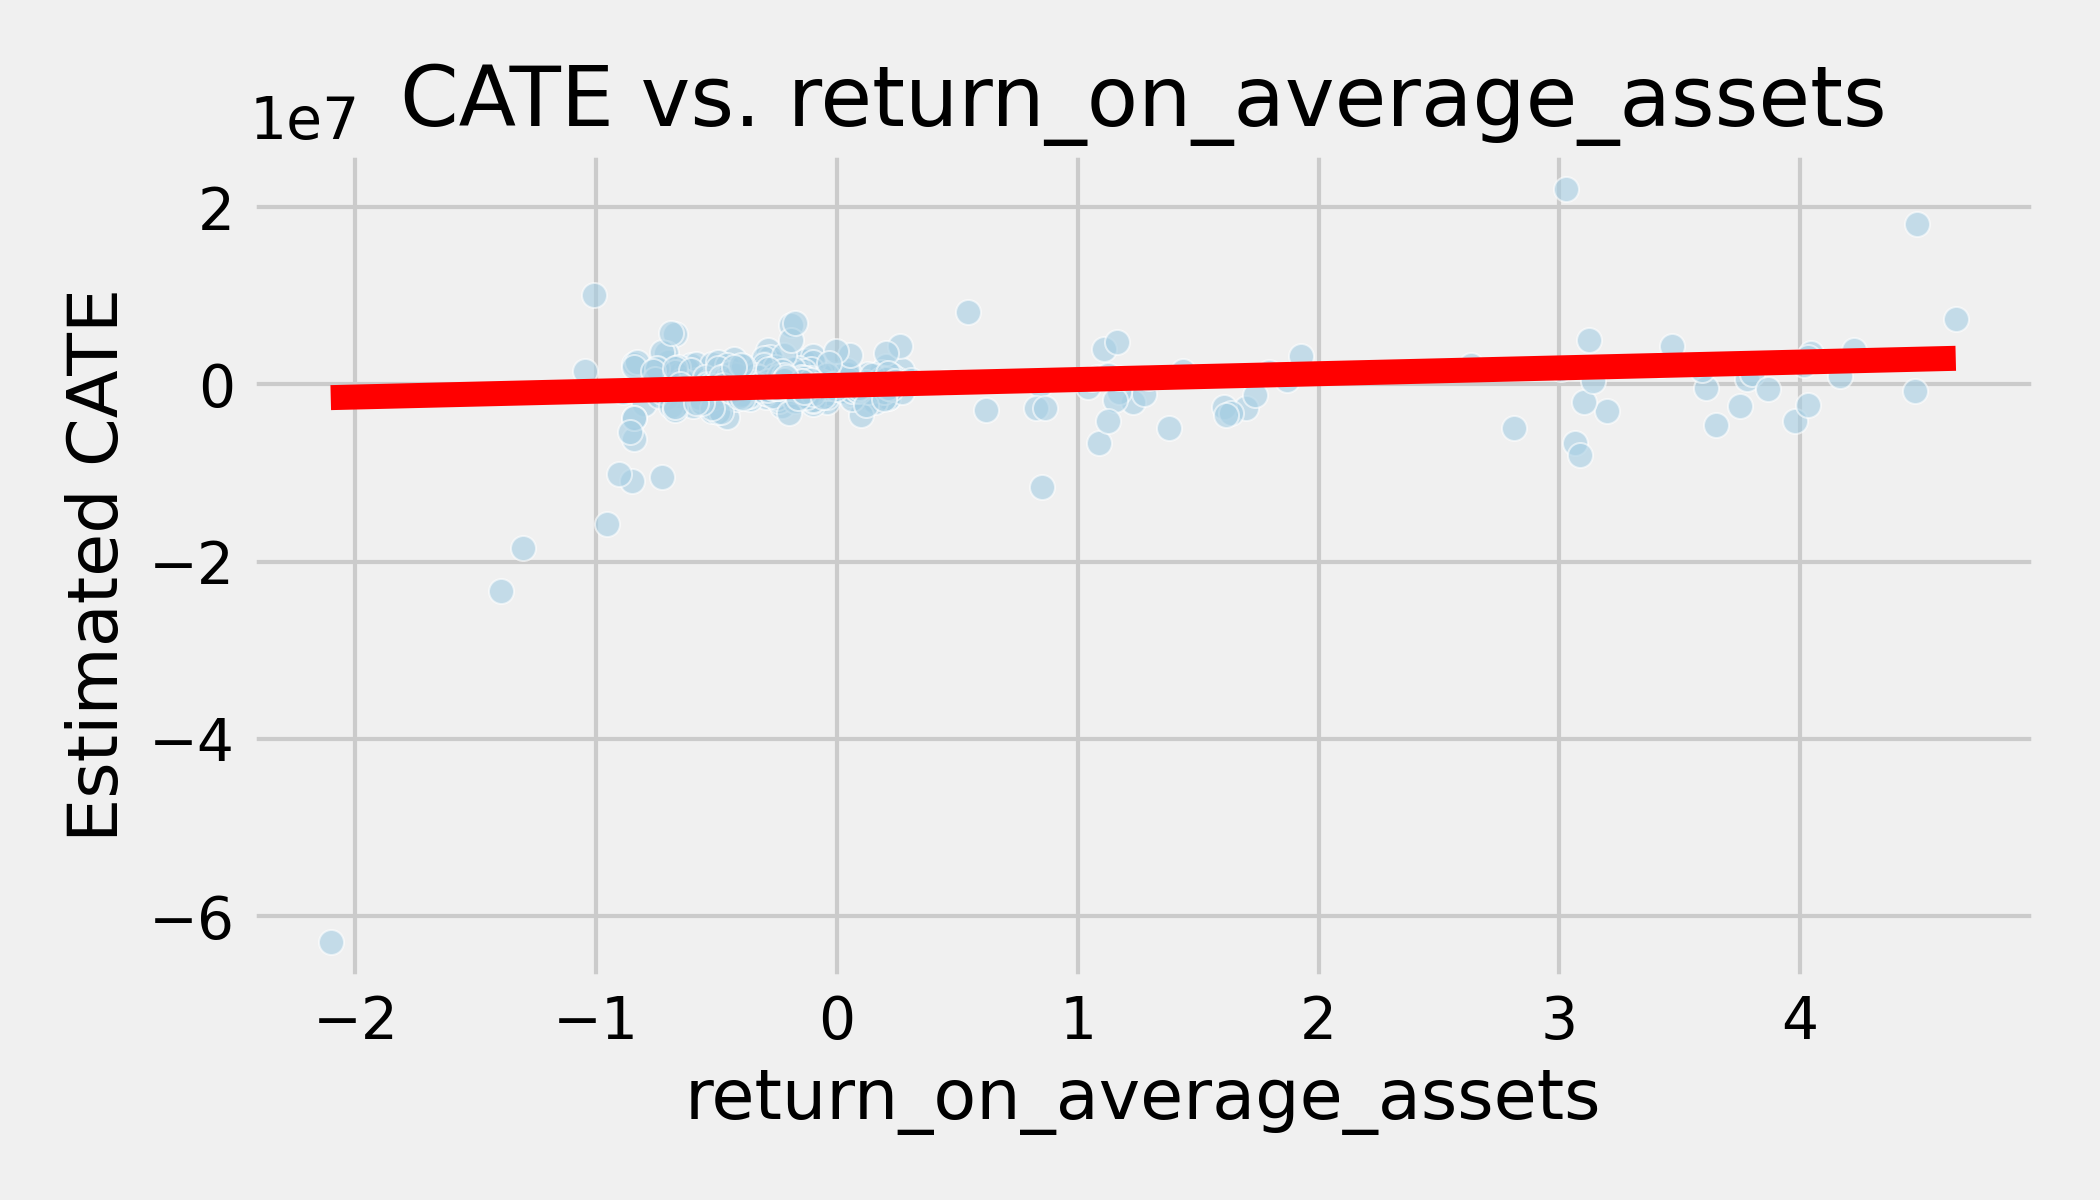 CATE vs. return_on_average_assets
1e7
2
0
−2
−4
−6
Estimated CATE
−2 −1 0 1 2 3 4
return_on_average_assets